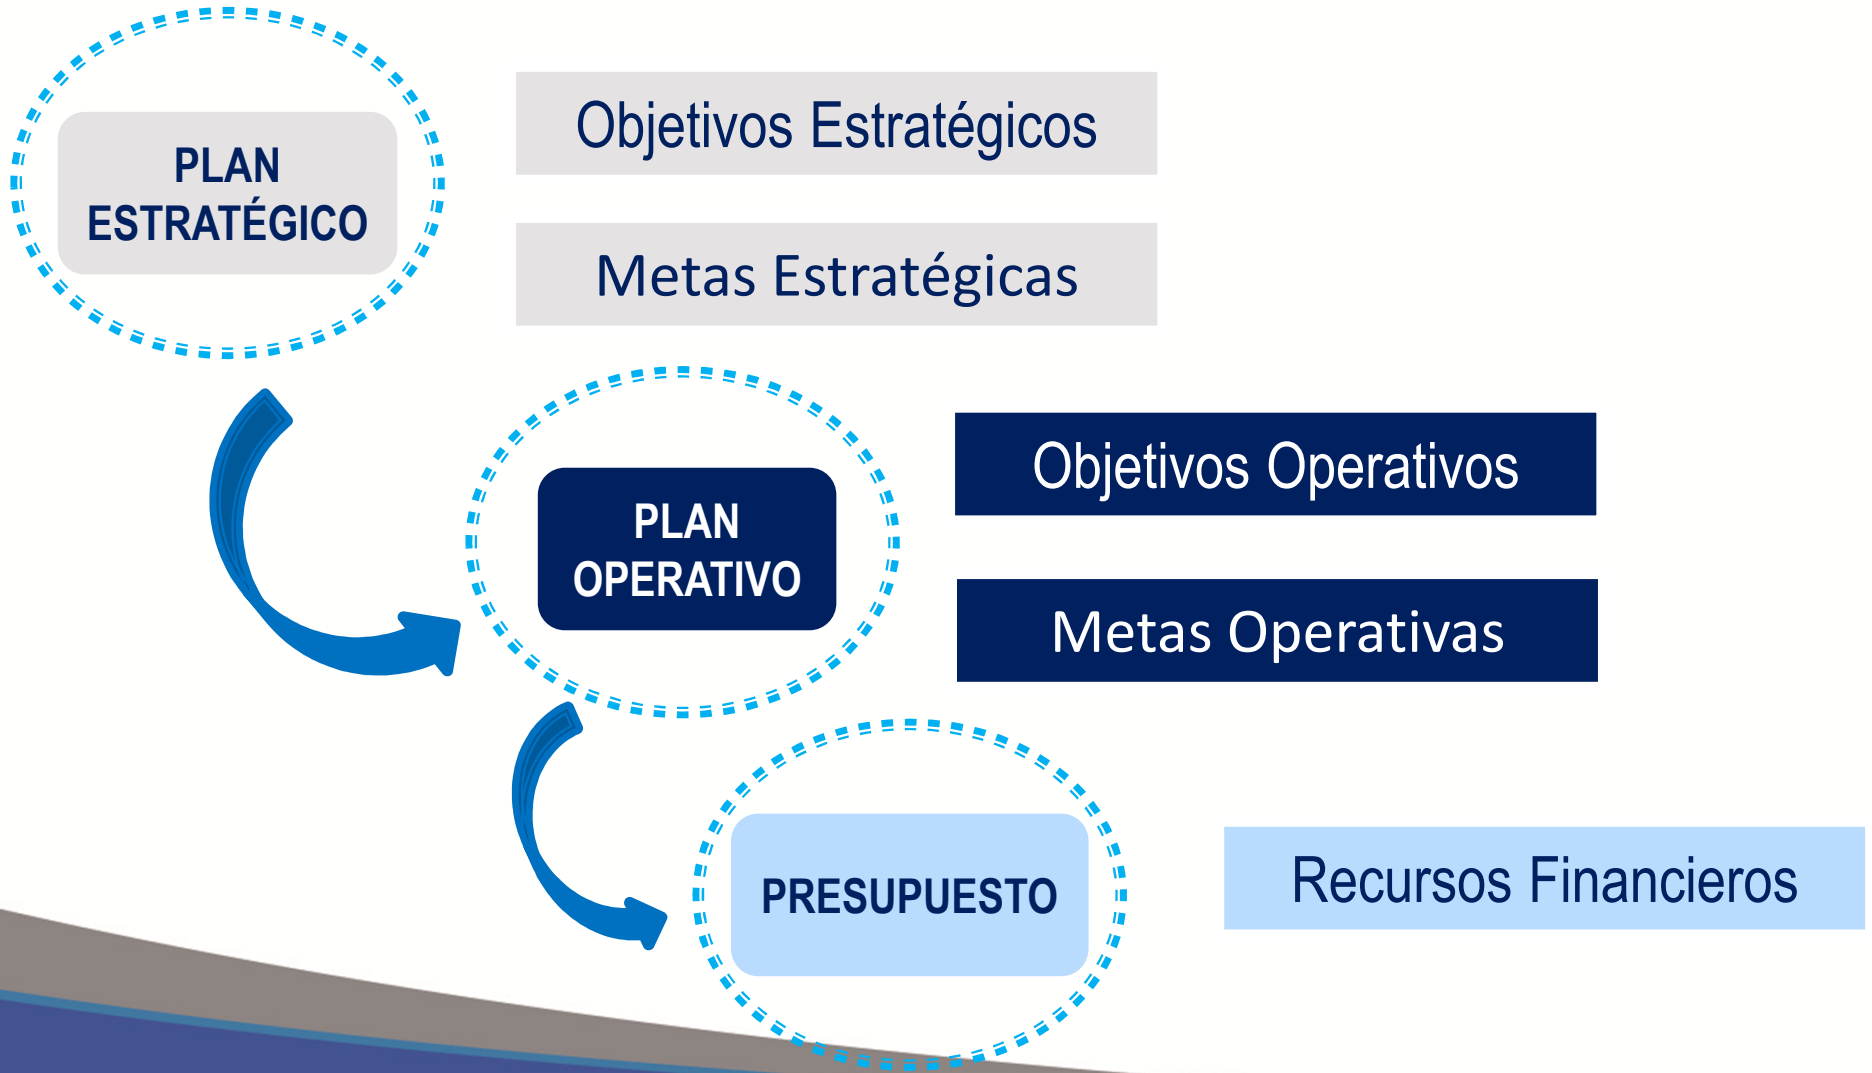 PLAN
ESTRATÉGICO
Objetivos Estratégicos
Metas Estratégicas
PLAN
OPERATIVO
Objetivos Operativos
Metas Operativas
PRESUPUESTO
Recursos Financieros